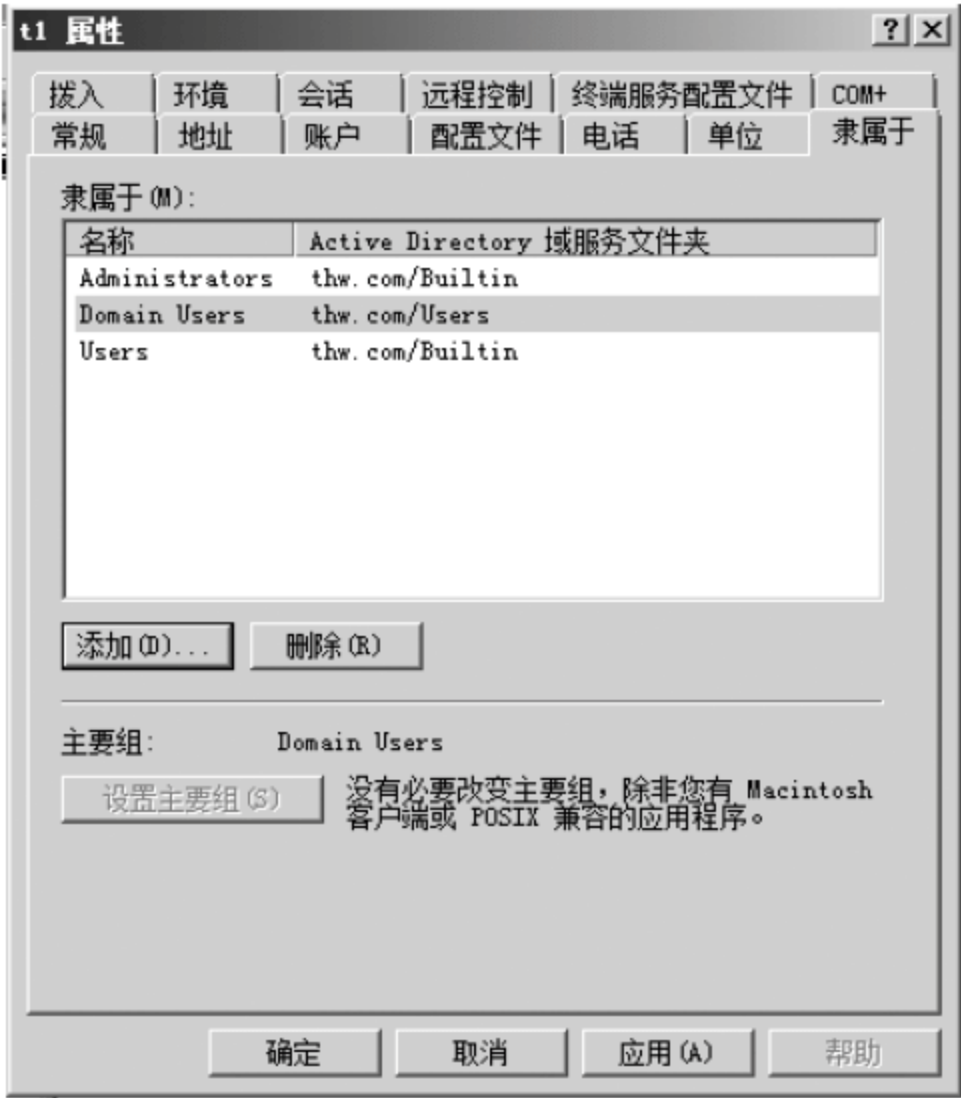 t1 属性
拨入 环境 会话 远程控制 终端服务配置文件 COM+
常规 地址 账户 配置文件 电话 单位 隶属于
隶属于(M):
名称 Active Directory 域服务文件夹
Administrators thw.com/Builtin
Domain Users thw.com/Users
Users thw.com/Builtin
添加(D)... 删除(R)
主要组: Domain Users
设置主要组(S) 没有必要改变主要组，除非您有 Macintosh
客户端或 POSIX 兼容的应用程序。
确定 取消 应用(A) 帮助